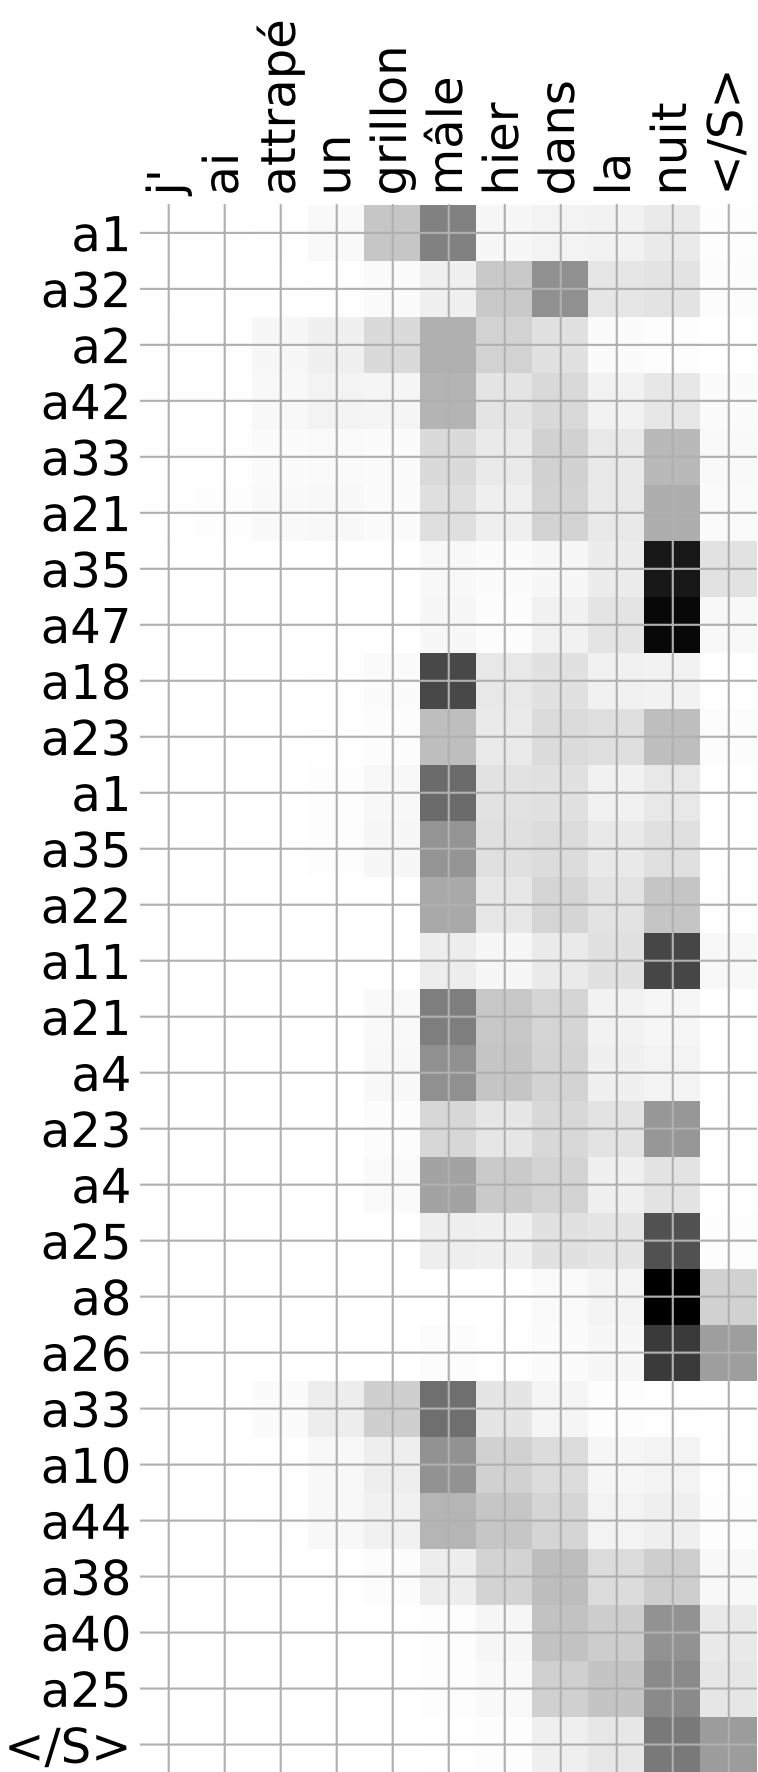 j'
ai
attrapé
un
grillon
mâle
hier
dans
la
nuit
</S>
a1
a32
a2
a42
a33
a21
a35
a47
a18
a23
a1
a35
a22
a11
a21
a4
a23
a4
a25
a8
a26
a33
a10
a44
a38
a40
a25
</S>